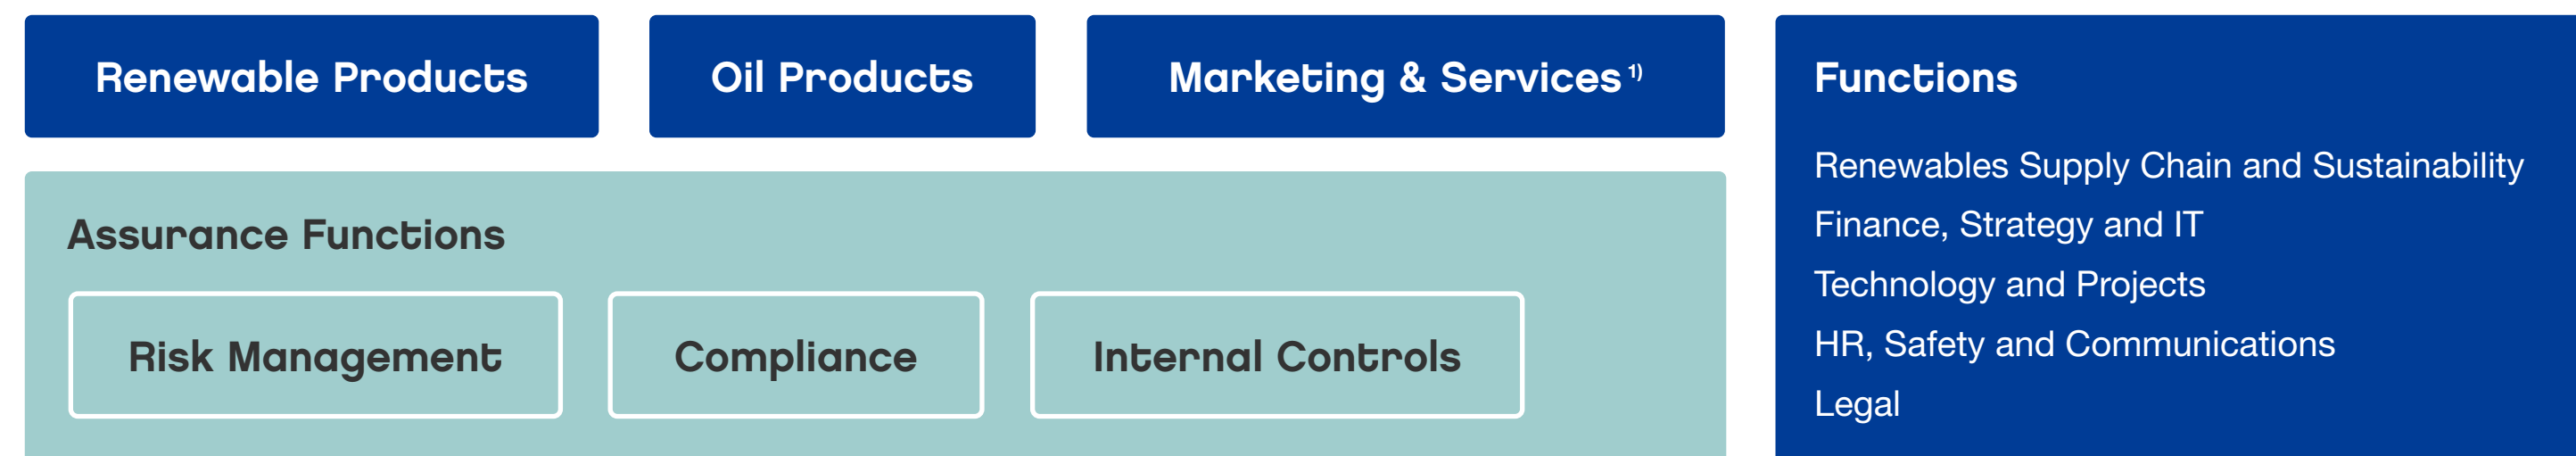 Renewable Products
Oil Products
Marketing & Services 1)
Assurance Functions
Risk Management
Compliance
Internal Controls
Functions
Renewables Supply Chain and Sustainability
Finance, Strategy and IT
Technology and Projects
HR, Safety and Communications
Legal